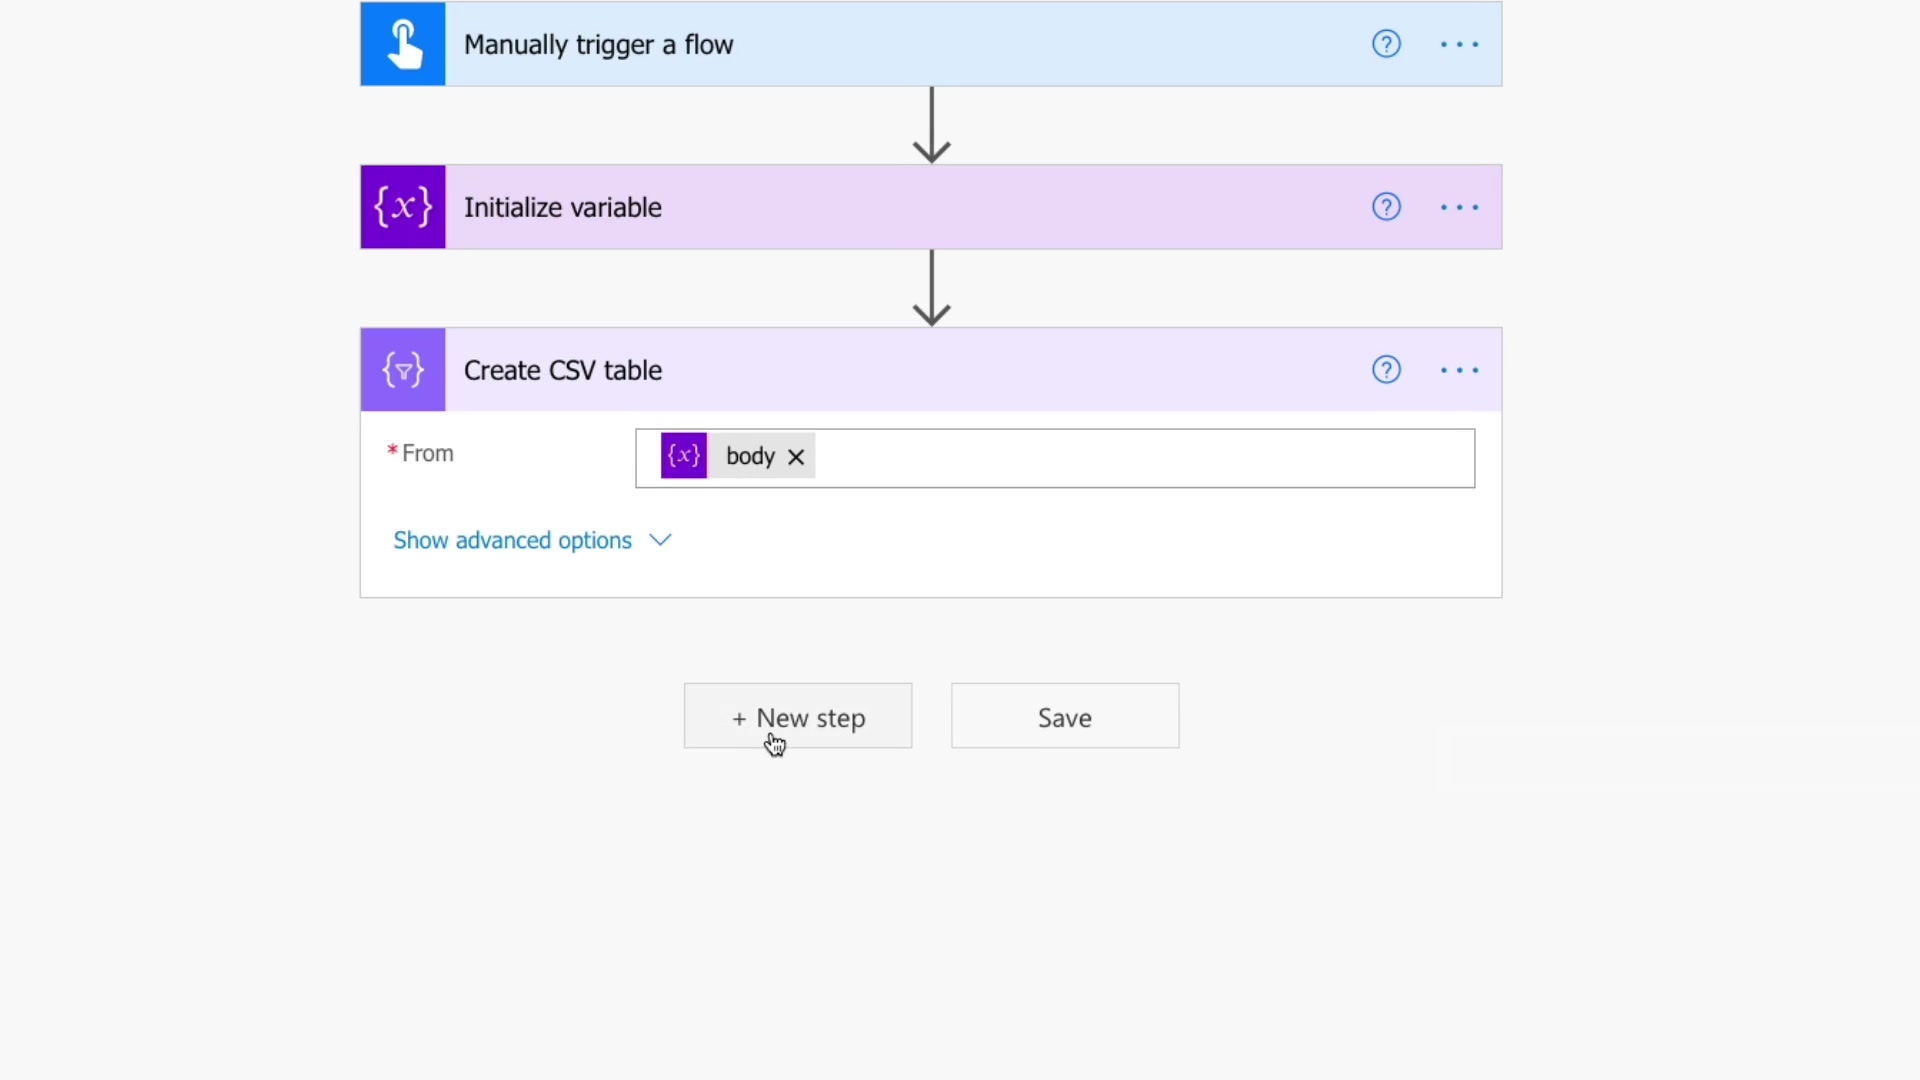 Manually trigger a flow
{x} Initialize variable
Create CSV table
* From
{x} body
Show advanced options
+ New step
Save